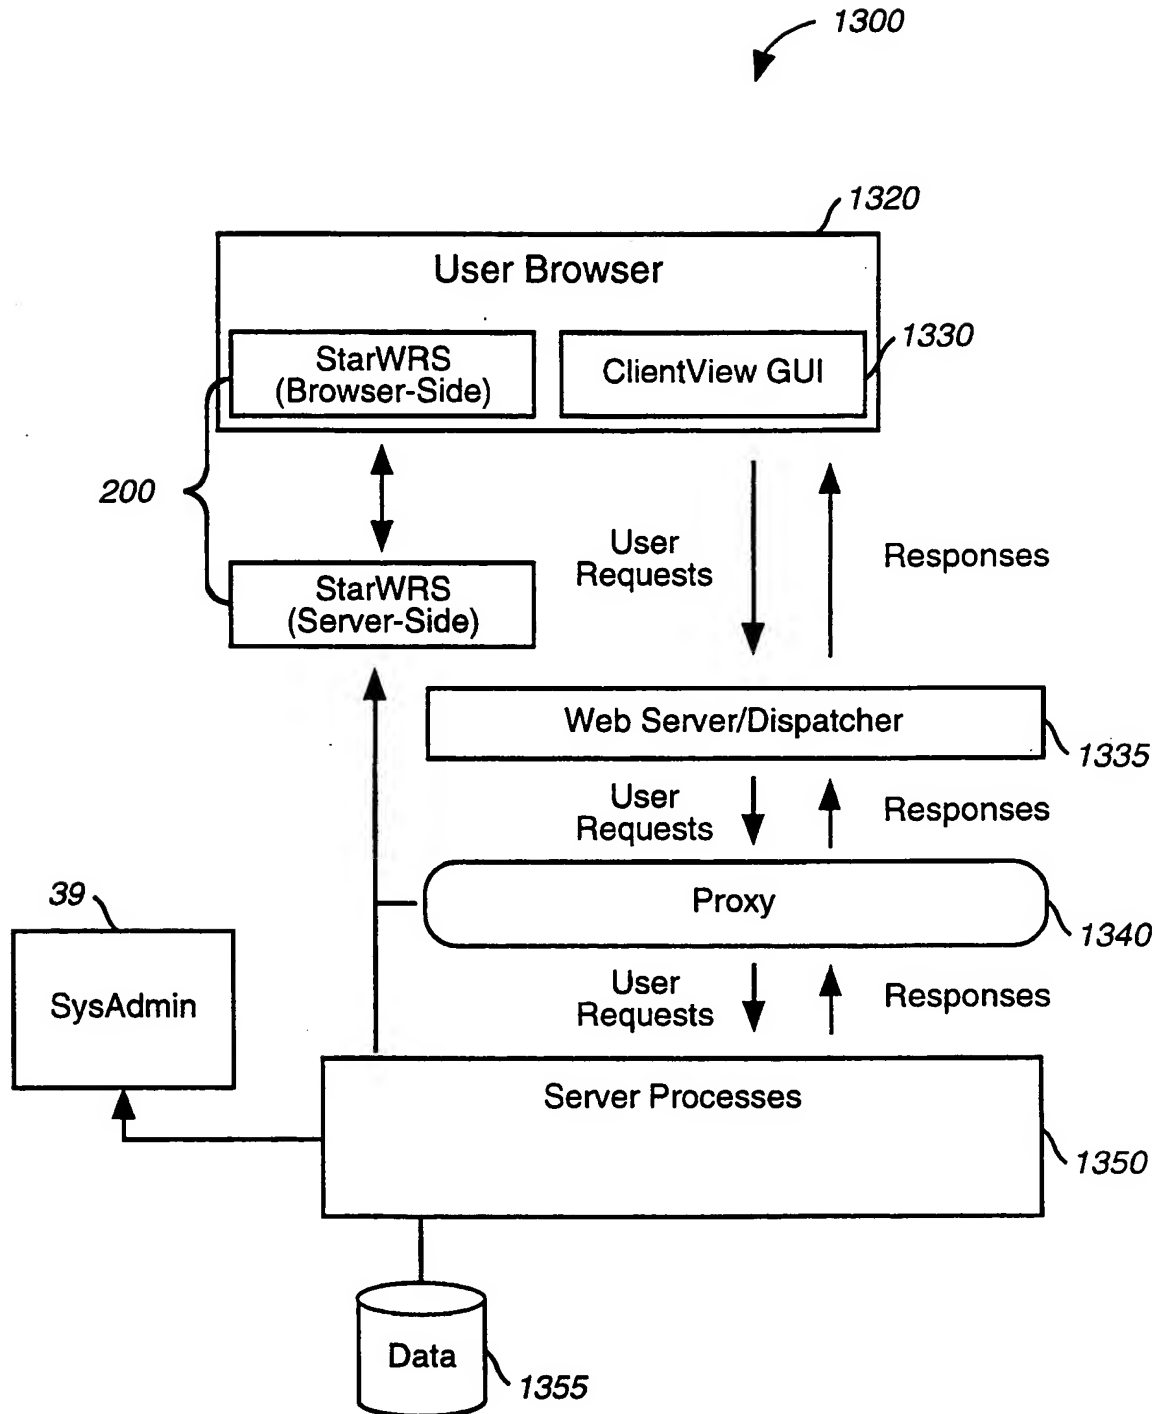 1300
1320
User Browser
1330
StarWRS
(Browser-Side)
ClientView GUI
200
User
Requests
Responses
StarWRS
(Server-Side)
Web Server/Dispatcher
1335
User
Requests
Responses
39
Proxy
1340
SysAdmin
User
Requests
Responses
Server Processes
1350
Data
1355